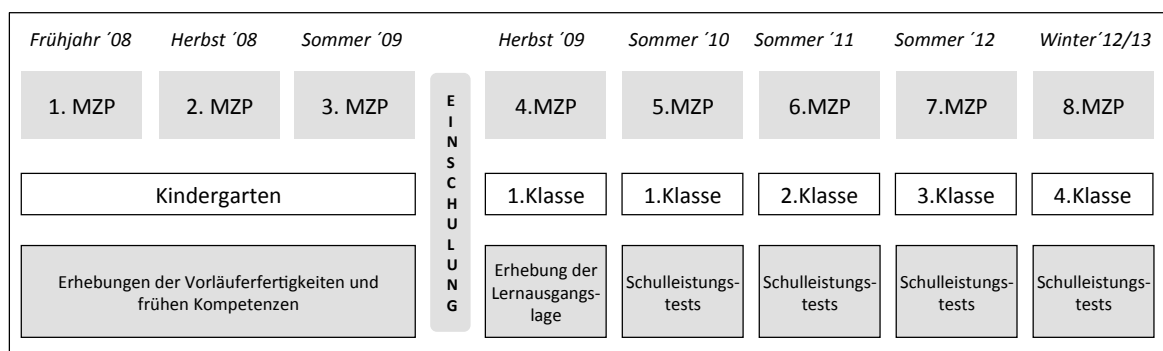 Frühjahr ´08 Herbst ´08 Sommer ´09 Herbst ´09 Sommer ´10 Sommer ´11 Sommer ´12 Winter´12/13
1. MZP 2. MZP 3. MZP 4.MZP 5.MZP 6.MZP 7.MZP 8.MZP
EINSCHULUNG
Kindergarten 1.Klasse 1.Klasse 2.Klasse 3.Klasse 4.Klasse
Erhebungen der Vorläuferfertigkeiten und
frühen Kompetenzen
Erhebung der
Lernausgangs-
lage
Schulleistungs-
tests
Schulleistungs-
tests
Schulleistungs-
tests
Schulleistungs-
tests